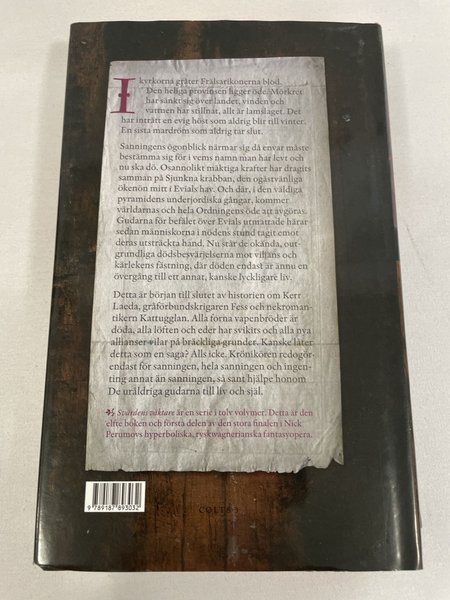 I kyrkorna gråter Frälsarikonerna blod.
Den heliga provinsen ligger öde. Mörkret
har sänkt sig över landet, vinden och
vattnen har stillnat, allt är lamslaget. Det
har inträtt en evig höst som aldrig blir till vinter.
En sista mardröm som aldrig tar slut.
Sanningens ögonblick närmar sig då envar måste
bestämma sig för i vems namn man har levt och
nu ska dö. Osannolikt mäktiga krafter har dragits
samman på Sjunkna krabban, den ogästvänliga
ökenön mitt i Evials hav. Och där, i den väldiga
pyramidens underjordiska gångar, kommer
världarnas och hela Ordningens öde att avgöras.
Gudarna för befälet över Evials utmattade härar
sedan människorna i nödens stund tagit emot
deras utsträckta hand. Nu står de okända, out-
grundliga dödsbesvärjelserna mot viljans och
kärlekens fästning, där döden endast är ännu en
övergång till ett annat, kanske lyckligare liv.
Detta är början till slutet av historien om Kerr
Laeda, gråförbundskrigaren Fess och nekroman-
tikern Kattugglan. Alla forna vapenbröder är
döda, alla löften och eder har svikits och alla nya
allianser vilar på bräckliga grunder. Kanske låter
detta som en saga? Alls icke. Krönikören redogör
endast för sanningen, hela sanningen och ingen-
ting annat än sanningen, så sant hjälpe honom
De uråldriga gudarna till liv och själ.
Svärdens väktare är en serie i tolv volymer. Detta är den
elfte boken och första delen av den stora finalen i Nick
Perumovs hyperboliska, ryskwagnerianska fantasyopera.
9 789187 893032
COLTS